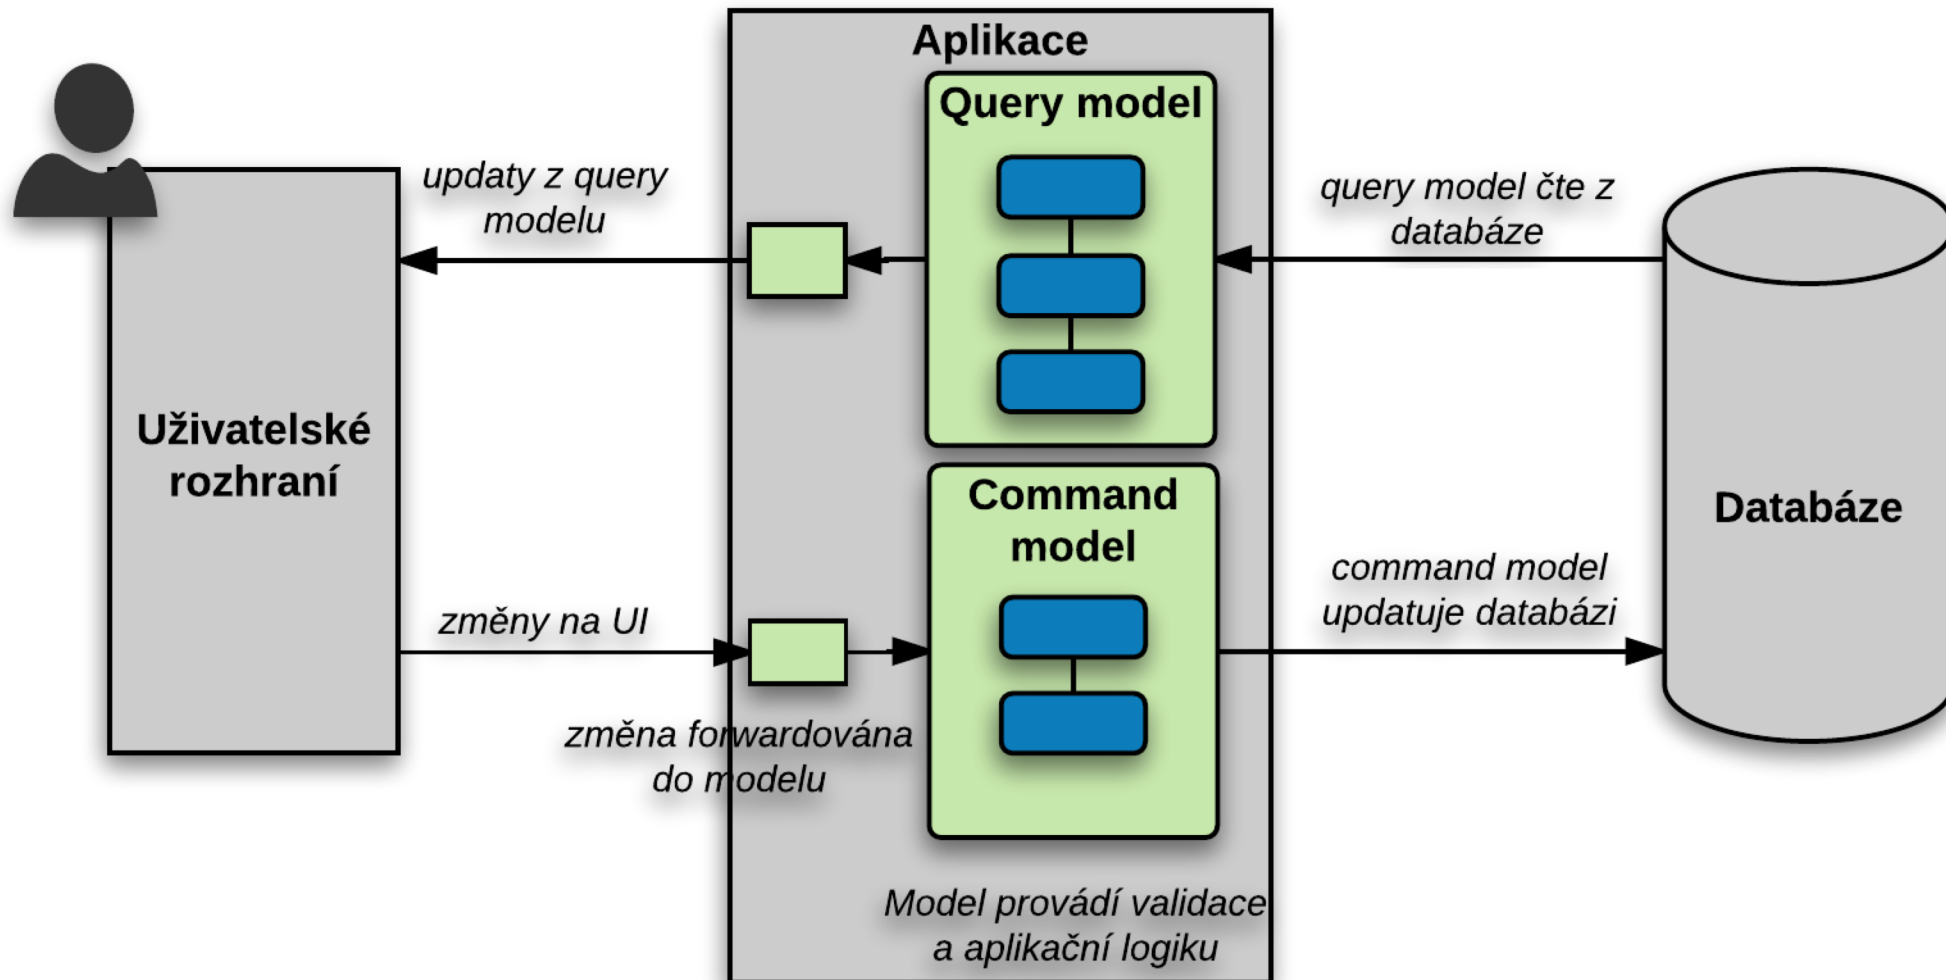 Aplikace
Query model
updaty z query
modelu
query model čte z
databáze
Uživatelské
rozhraní
Command
model
Databáze
command model
updatuje databázi
změny na UI
změna forwardována
do modelu
Model provádí validace
a aplikační logiku